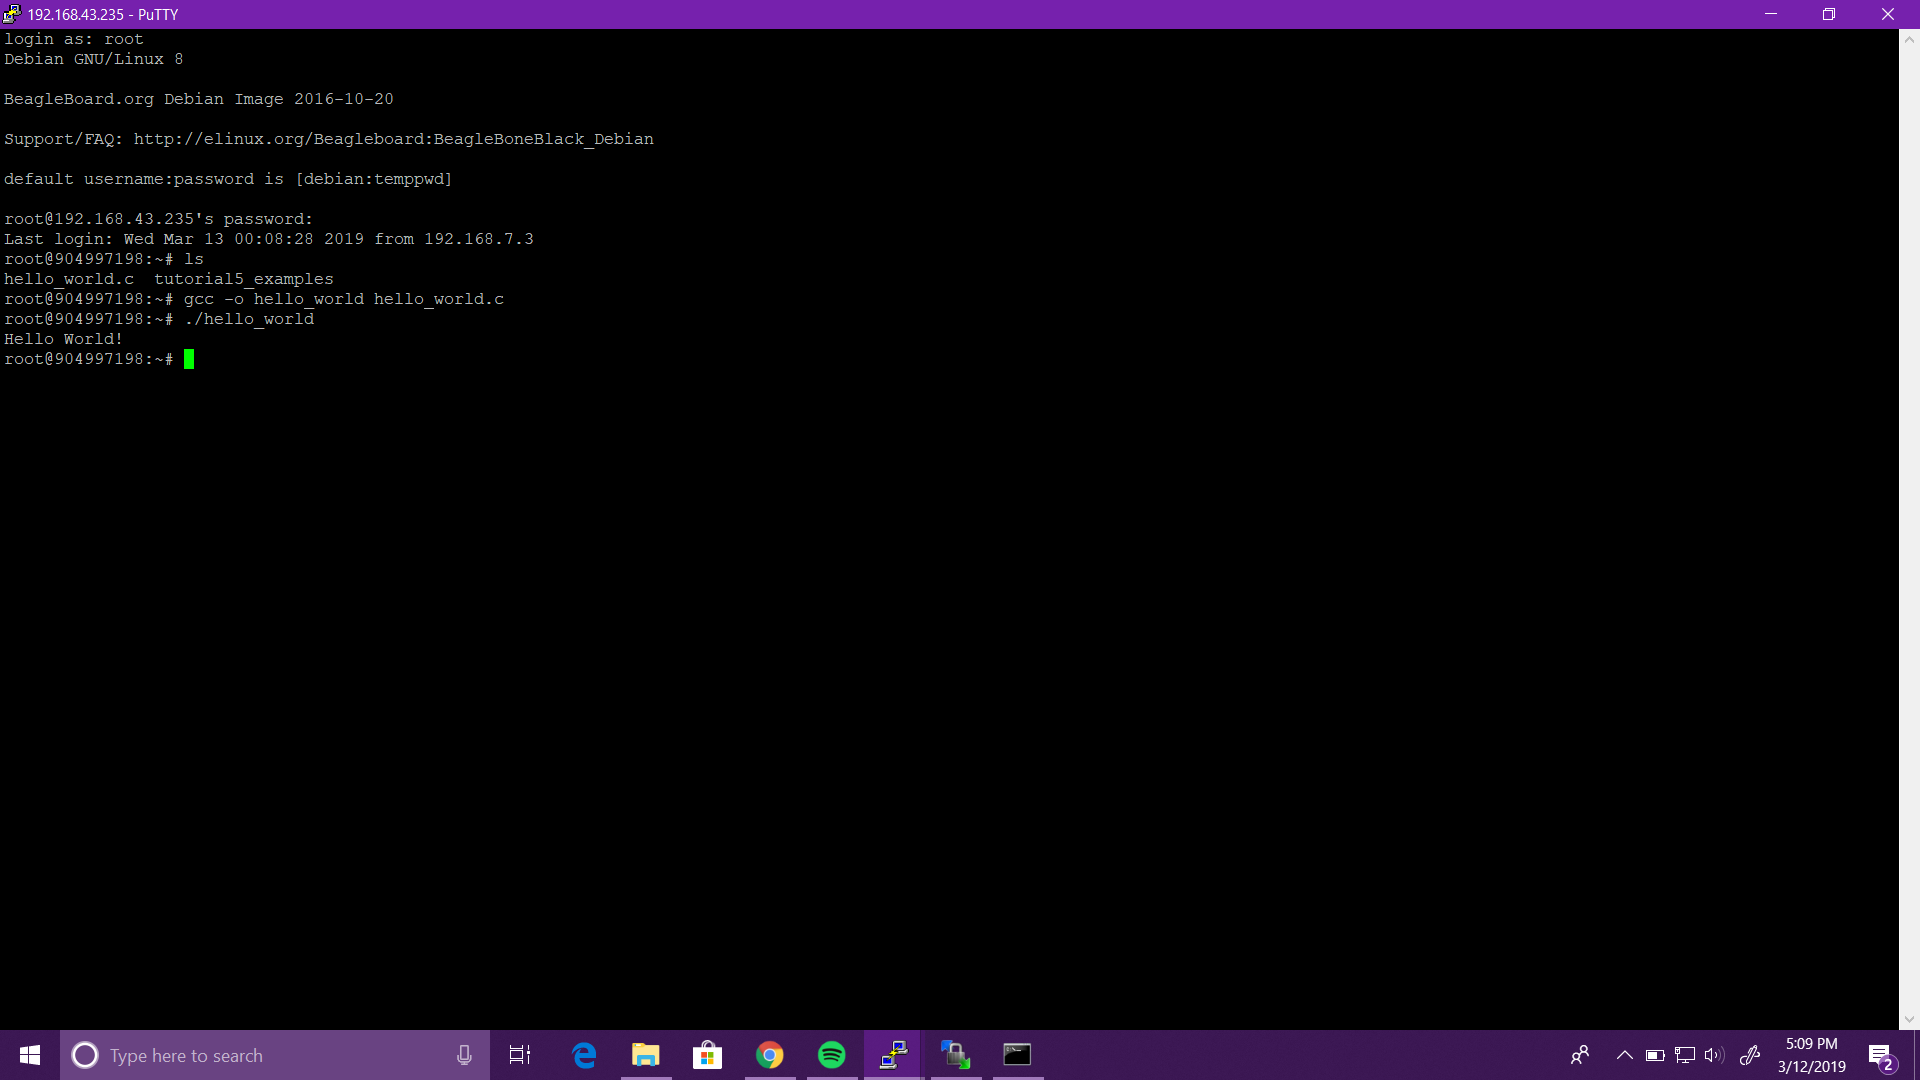 192.168.43.235 - PuTTY
login as: root
Debian GNU/Linux 8
BeagleBoard.org Debian Image 2016-10-20
Support/FAQ: http://elinux.org/Beagleboard:BeagleBoneBlack_Debian
default username:password is [debian:temppwd]
root@192.168.43.235's password:
Last login: Wed Mar 13 00:08:28 2019 from 192.168.7.3
root@904997198:~# ls
hello_world.c  tutorial5_examples
root@904997198:~# gcc -o hello_world hello_world.c
root@904997198:~# ./hello_world
Hello World!
root@904997198:~#
Type here to search
5:09 PM
3/12/2019
2